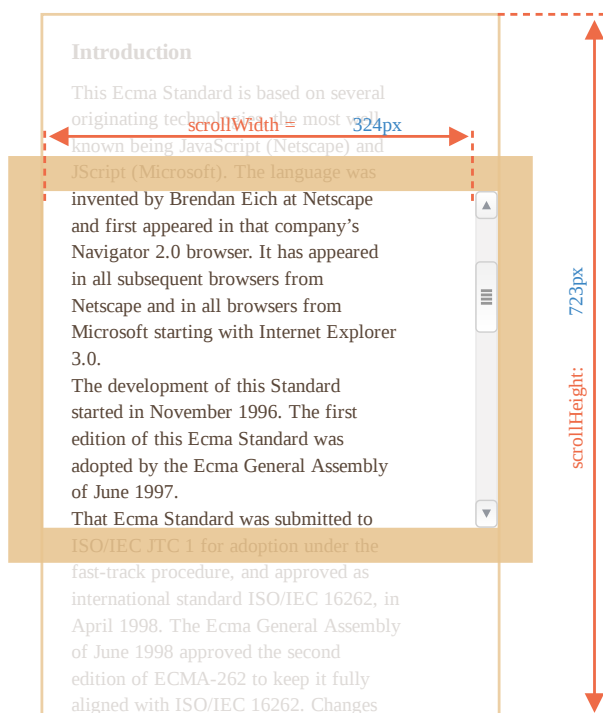 Introduction
This Ecma Standard is based on several
originating technologies, the most well
scrollWidth = 324px
known being JavaScript (Netscape) and
JScript (Microsoft). The language was
invented by Brendan Eich at Netscape
and first appeared in that company’s
Navigator 2.0 browser. It has appeared
in all subsequent browsers from
Netscape and in all browsers from
Microsoft starting with Internet Explorer
3.0.
The development of this Standard
started in November 1996. The first
edition of this Ecma Standard was
adopted by the Ecma General Assembly
of June 1997.
That Ecma Standard was submitted to
ISO/IEC JTC 1 for adoption under the
fast-track procedure, and approved as
international standard ISO/IEC 16262, in
April 1998. The Ecma General Assembly
of June 1998 approved the second
edition of ECMA-262 to keep it fully
aligned with ISO/IEC 16262. Changes
scrollHeight: 723px